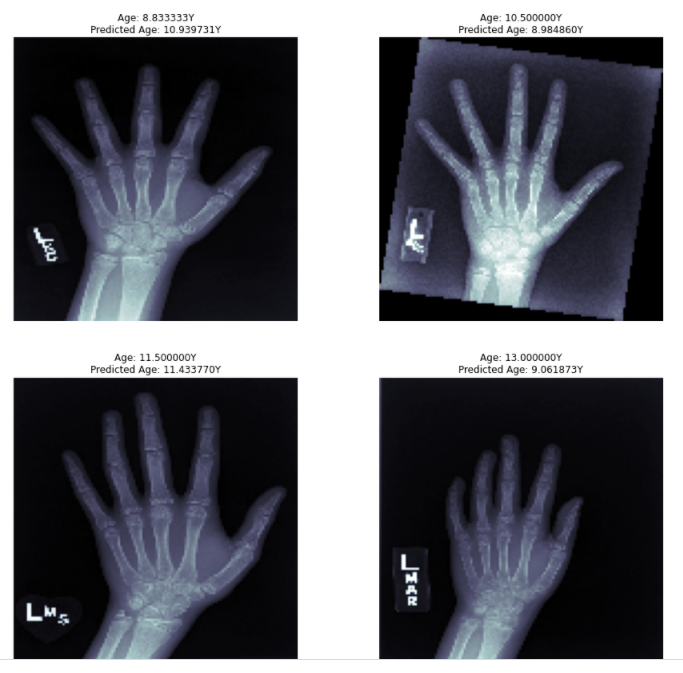 Age: 8.833333Y
Predicted Age: 10.939731Y
Age: 10.500000Y
Predicted Age: 8.984860Y
L
L
Age: 11.500000Y
Predicted Age: 11.433770Y
Age: 13.000000Y
Predicted Age: 9.061873Y
L M S
L
M
A
R